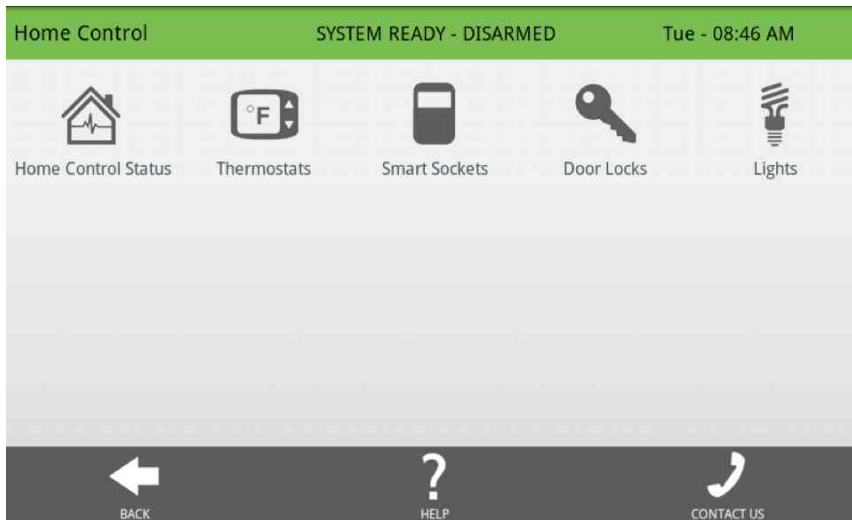 Home Control
SYSTEM READY - DISARMED
Tue - 08:46 AM
°F
Home Control Status
Thermostats
Smart Sockets
Door Locks
Lights
?
BACK
HELP
CONTACT US